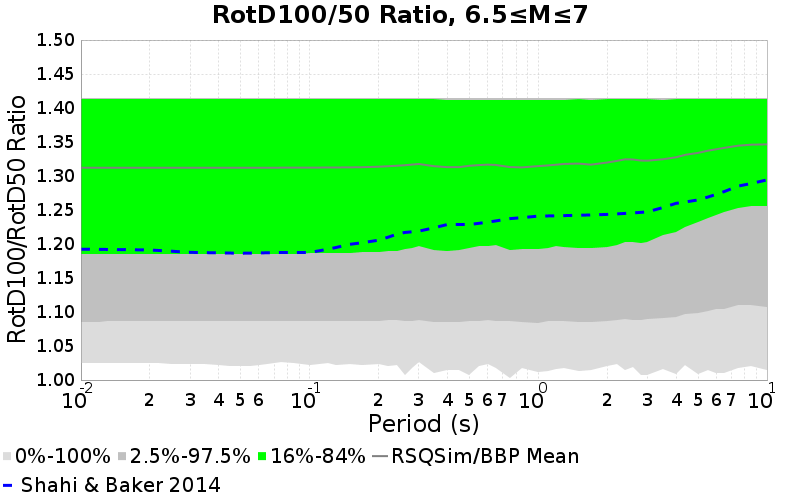 RotD100/50 Ratio, 6.5≤M≤7
RotD100/RotD50 Ratio
1.50
1.45
1.40
1.35
1.30
1.25
1.20
1.15
1.10
1.05
1.00
10-2 2 3 4 5 6 10-1 2 3 4 5 6 7 100 2 3 4 5 6 7 101
Period (s)
0%-100% 2.5%-97.5% 16%-84% RSQSim/BBP Mean
Shahi & Baker 2014